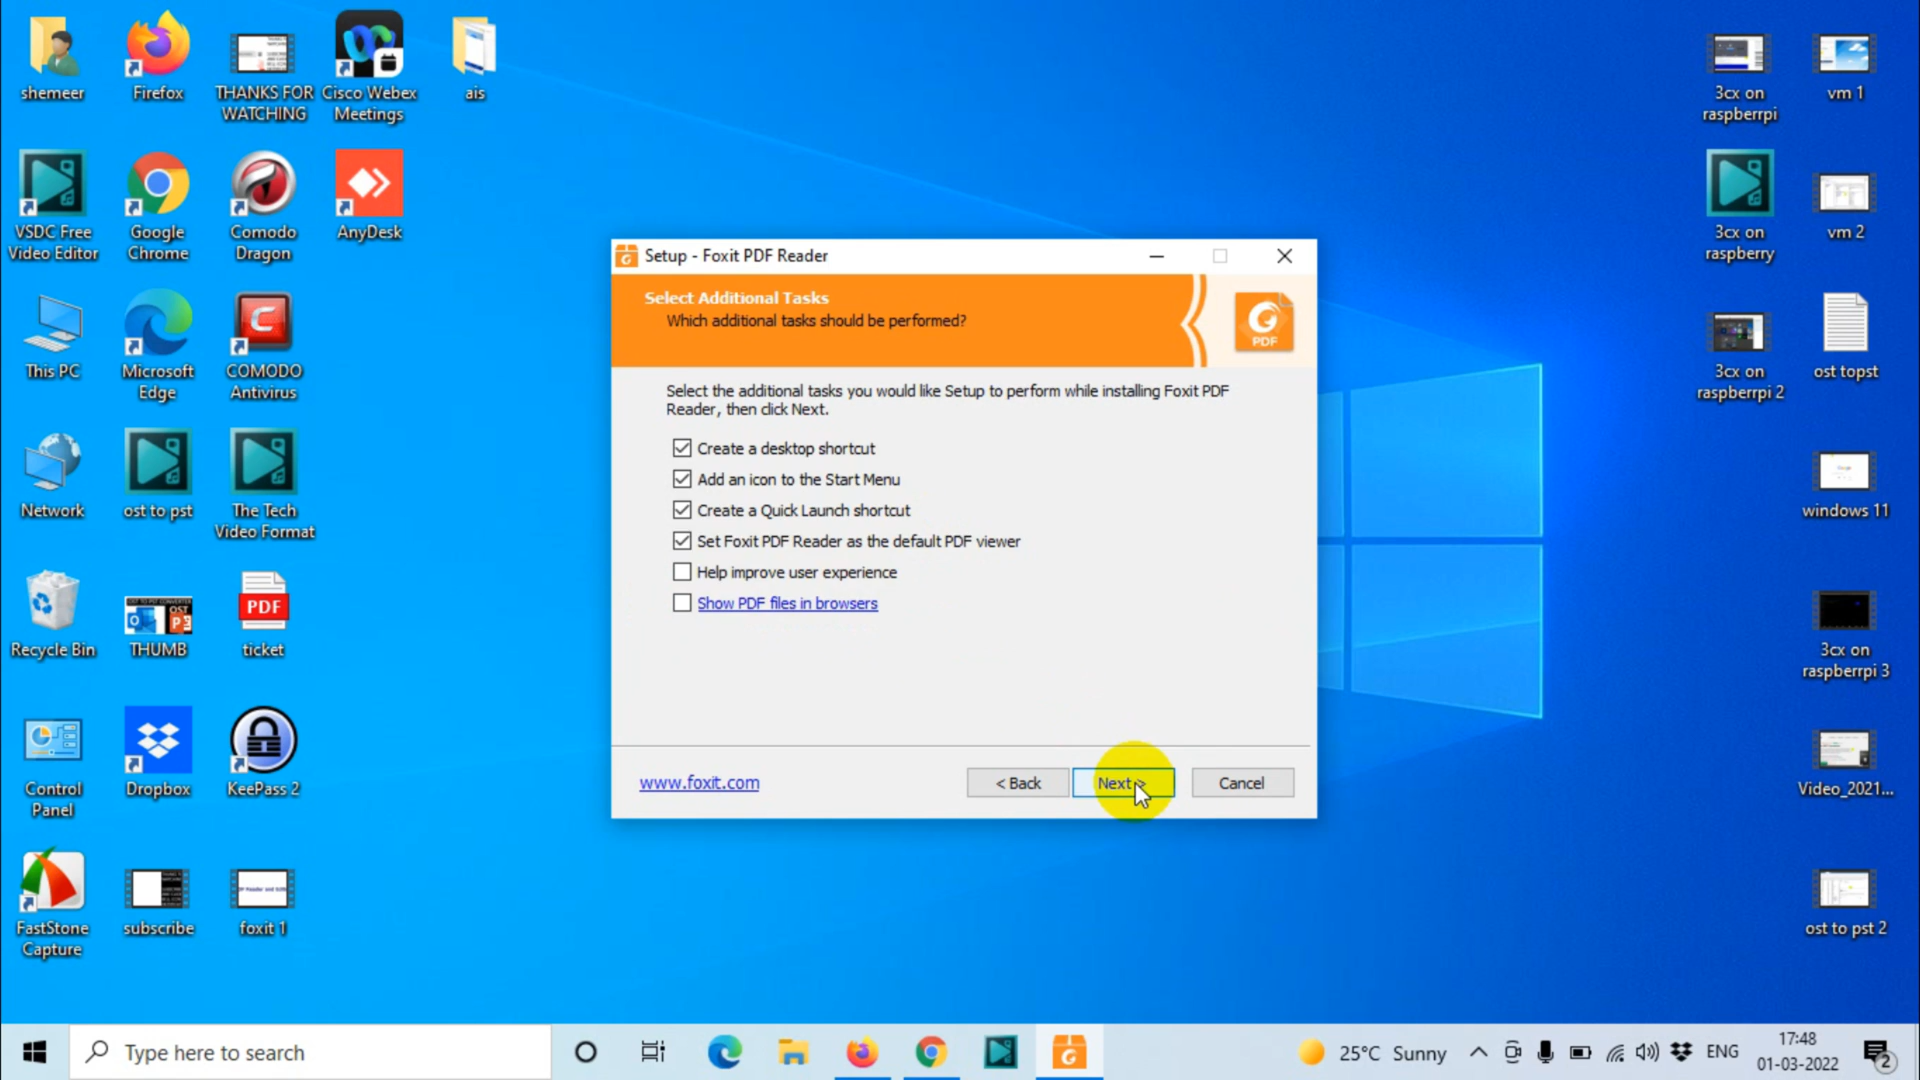 shemeer
Firefox
THANKS FOR
WATCHING
Cisco Webex
Meetings
ais
3cx on
raspberrpi
vm 1
VSDC Free
Video Editor
Google
Chrome
Comodo
Dragon
AnyDesk
3cx on
raspberry
vm 2
Setup - Foxit PDF Reader
Select Additional Tasks
Which additional tasks should be performed?
PDF
Select the additional tasks you would like Setup to perform while installing Foxit PDF
Reader, then click Next.
Create a desktop shortcut
Add an icon to the Start Menu
Create a Quick Launch shortcut
Set Foxit PDF Reader as the default PDF viewer
Help improve user experience
Show PDF files in browsers
www.foxit.com
< Back
Next >
Cancel
This PC
Microsoft
Edge
COMODO
Antivirus
3cx on
raspberrpi 2
ost topst
Network
ost to pst
The Tech
Video Format
windows 11
Recycle Bin
THUMB
PDF
ticket
3cx on
raspberrpi 3
Control
Panel
Dropbox
KeePass 2
Video_2021...
FastStone
Capture
subscribe
foxit 1
ost to pst 2
Type here to search
25°C Sunny
ENG
17:48
01-03-2022
2